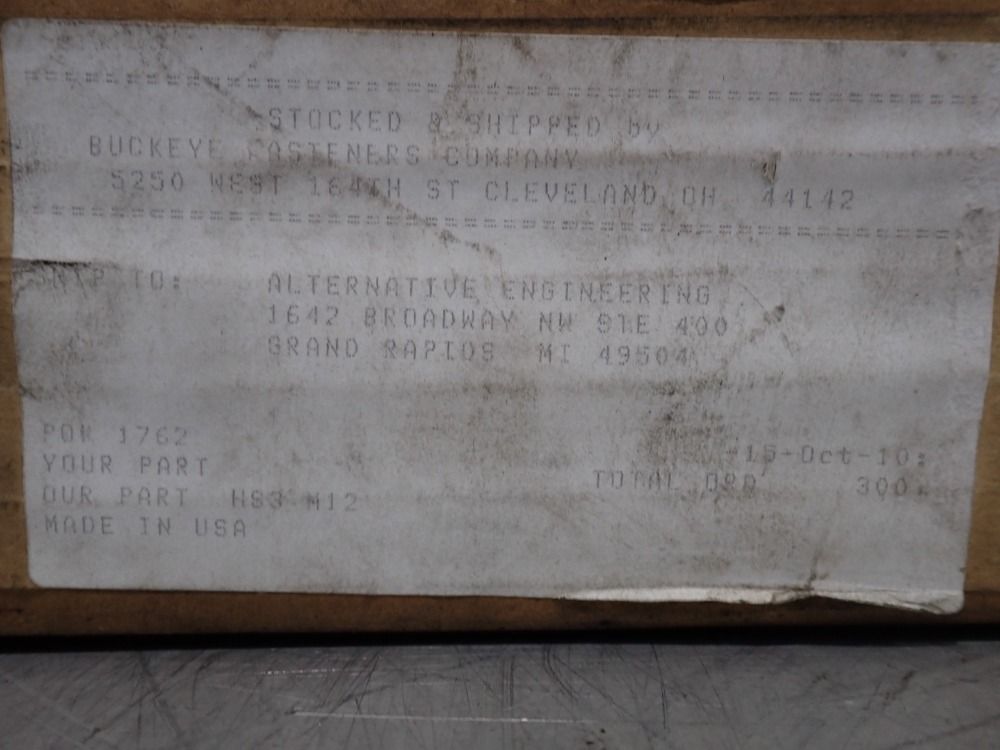 STOCKED & SHIPPED by
BUCKEYE FASTENERS COMPANY
5250 WEST 164TH ST CLEVELAND OH 44142
SHIP TO: ALTERNATIVE ENGINEERING
1642 BROADWAY NW STE 400
GRAND RAPIDS MI 49504
PO# 1762
15-Oct-10
YOUR PART
TOTAL ORD 300
OUR PART HS3 M12
MADE IN USA